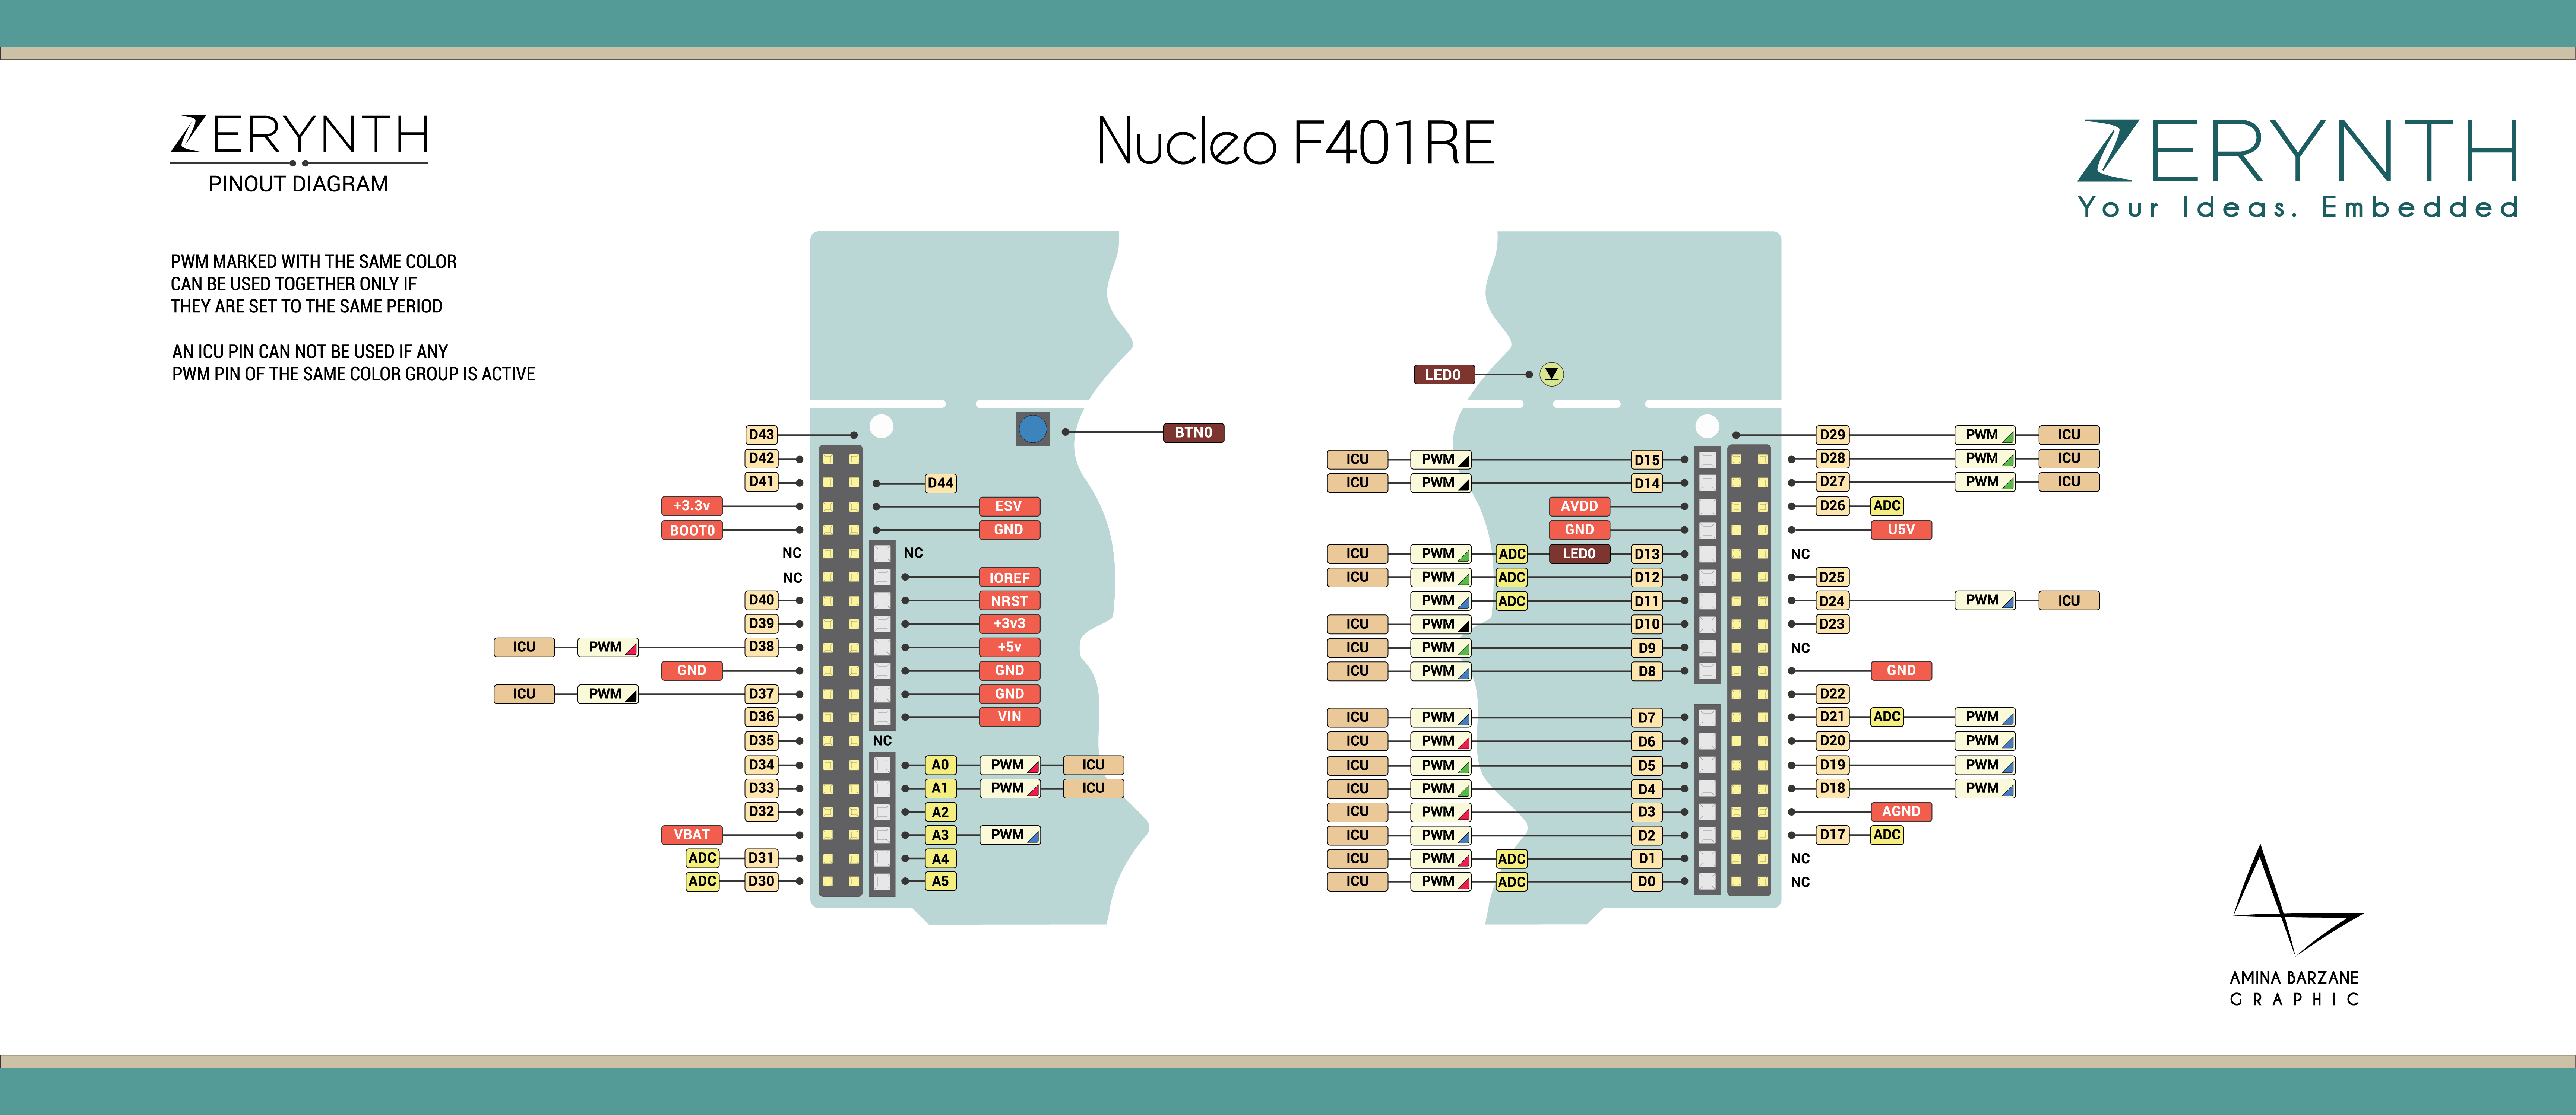 ZERYNTH
PINOUT DIAGRAM
Nucleo F401RE
ZERYNTH
Your Ideas. Embedded
PWM MARKED WITH THE SAME COLOR
CAN BE USED TOGETHER ONLY IF
THEY ARE SET TO THE SAME PERIOD
AN ICU PIN CAN NOT BE USED IF ANY
PWM PIN OF THE SAME COLOR GROUP IS ACTIVE
D43
D42
D41
+3.3v
BOOT0
NC
NC
D40
D39
ICU PWM D38
GND
ICU PWM D37
D36
D35
D34
D33
D32
VBAT
ADC D31
ADC D30
BTN0
D44
E5V
GND
NC
IOREF
NRST
+3v3
+5v
GND
GND
VIN
NC
A0 PWM ICU
A1 PWM ICU
A2
A3 PWM
A4
A5
LED0
ICU PWM D15
ICU PWM D14
AVDD
GND
ICU PWM ADC LED0 D13
ICU PWM ADC D12
PWM ADC D11
ICU PWM D10
ICU PWM D9
ICU PWM D8
ICU PWM D7
ICU PWM D6
ICU PWM D5
ICU PWM D4
ICU PWM D3
ICU PWM D2
ICU PWM ADC D1
ICU PWM ADC D0
D29 PWM ICU
D28 PWM ICU
D27 PWM ICU
D26 ADC
U5V
NC
D25
D24 PWM ICU
D23
NC
GND
D22
D21 ADC PWM
D20 PWM
D19 PWM
D18 PWM
AGND
D17 ADC
NC
NC
AMINA BARZANE
GRAPHIC